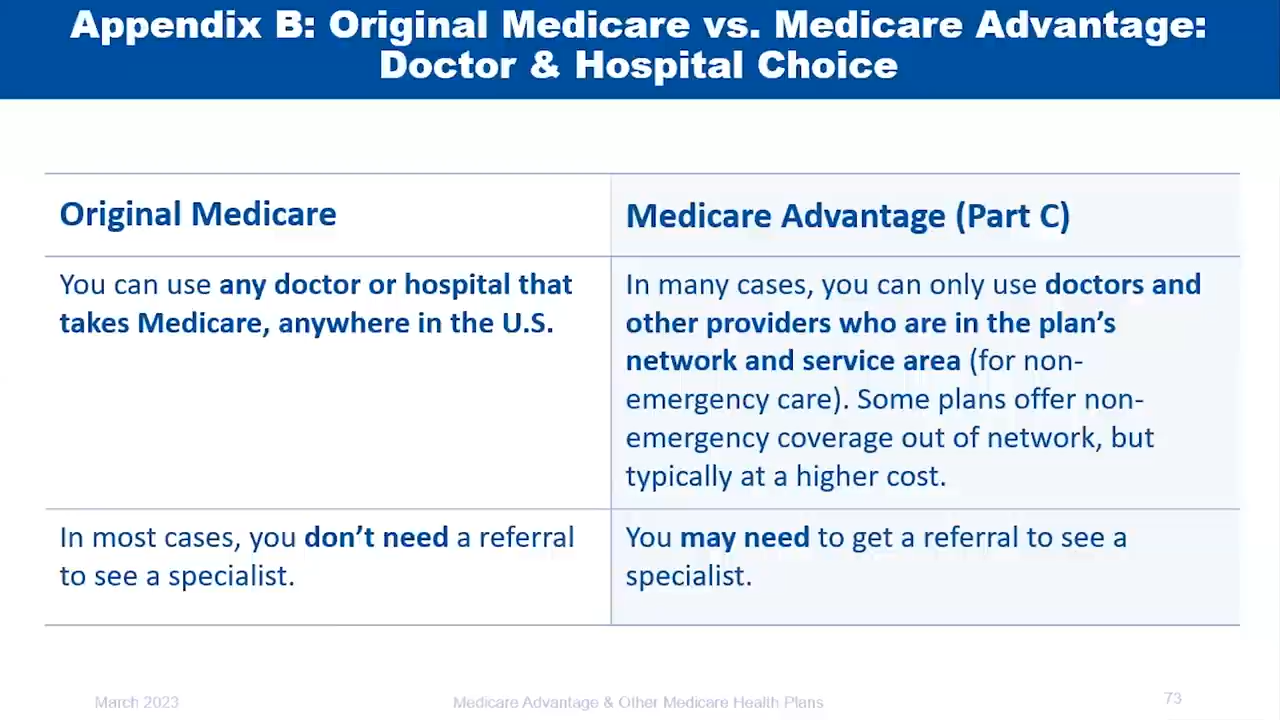 Appendix B: Original Medicare vs. Medicare Advantage:
Doctor & Hospital Choice
Original Medicare
Medicare Advantage (Part C)
You can use any doctor or hospital that
takes Medicare, anywhere in the U.S.
In many cases, you can only use doctors and
other providers who are in the plan’s
network and service area (for non-
emergency care). Some plans offer non-
emergency coverage out of network, but
typically at a higher cost.
In most cases, you don’t need a referral
to see a specialist.
You may need to get a referral to see a
specialist.
March 2023
Medicare Advantage & Other Medicare Health Plans
73